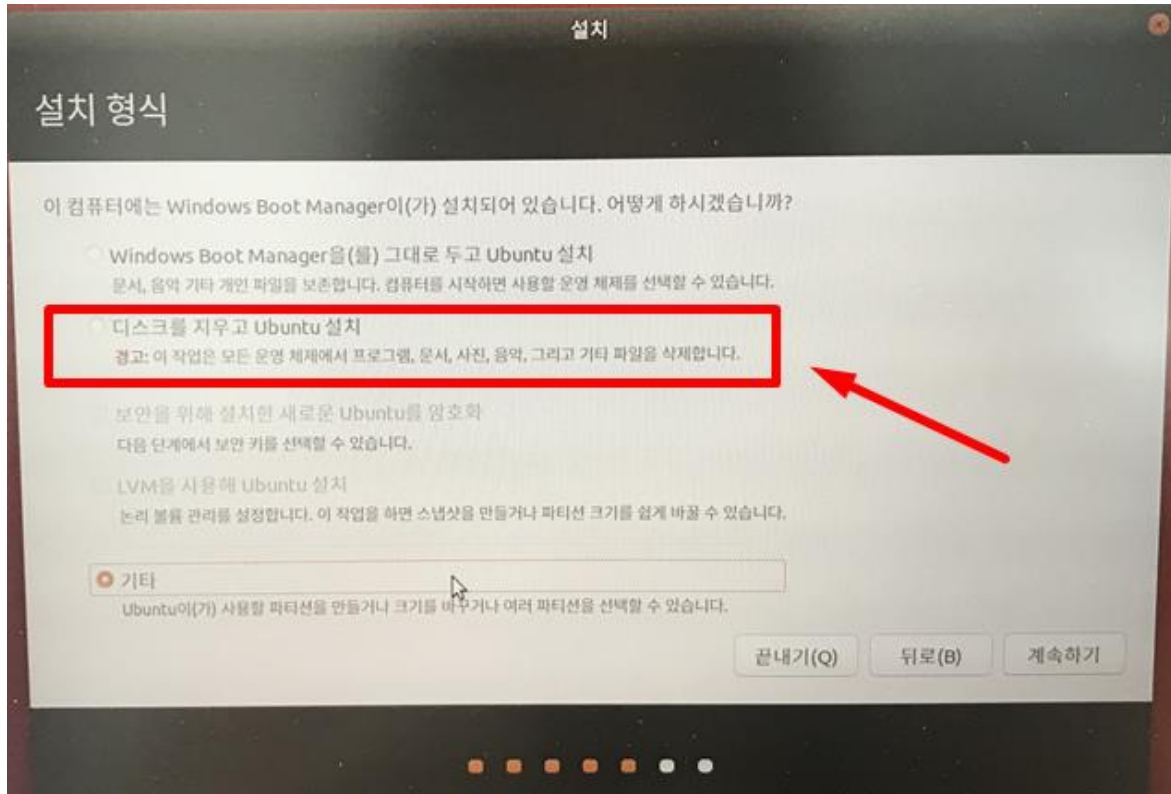 설치
설치 형식
이 컴퓨터에는 Windows Boot Manager이(가) 설치되어 있습니다. 어떻게 하시겠습니까?
Windows Boot Manager을(를) 그대로 두고 Ubuntu 설치
문서, 음악 기타 개인 파일을 보존합니다. 컴퓨터를 시작하면 사용할 운영 체제를 선택할 수 있습니다.
디스크를 지우고 Ubuntu 설치
경고: 이 작업은 모든 운영 체제에서 프로그램, 문서, 사진, 음악, 그리고 기타 파일을 삭제합니다.
보안을 위해 설치한 새로운 Ubuntu를 암호화
다음 단계에서 보안 키를 선택할 수 있습니다.
LVM을 사용해 Ubuntu 설치
논리 볼륨 관리를 설정합니다. 이 작업을 하면 스냅샷을 만들거나 파티션 크기를 쉽게 바꿀 수 있습니다.
기타
Ubuntu이(가) 사용할 파티션을 만들거나 크기를 바꾸거나 여러 파티션을 선택할 수 있습니다.
끝내기(Q) 뒤로(B) 계속하기